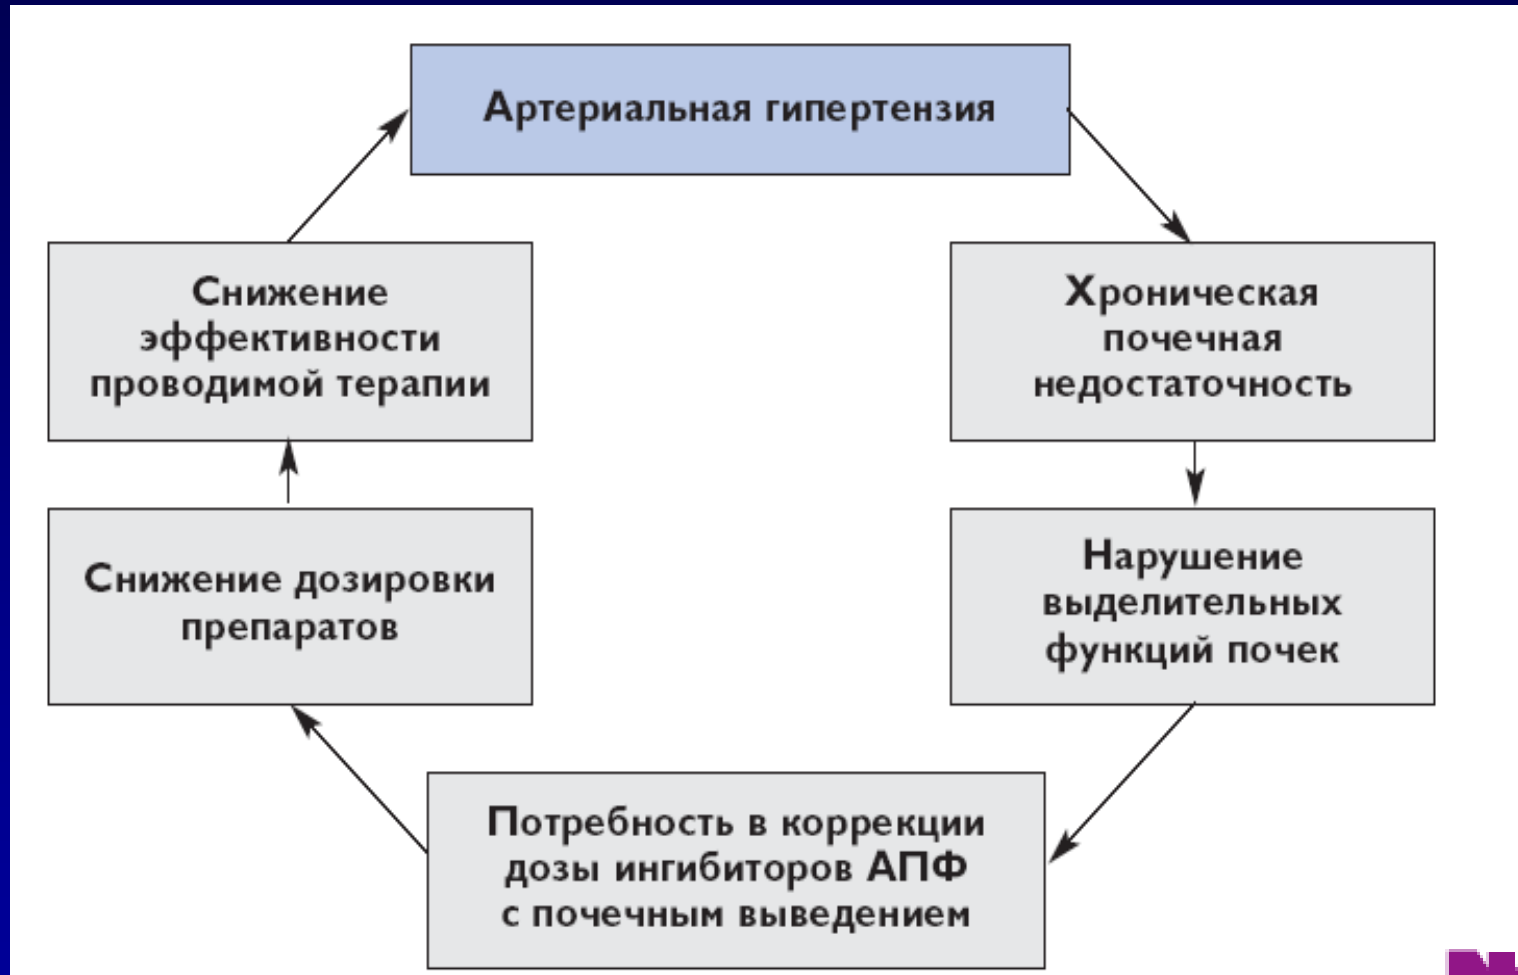 Артериальная гипертензия
Хроническая
почечная
недостаточность
Нарушение
выделительных
функций почек
Потребность в коррекции
дозы ингибиторов АПФ
с почечным выведением
Снижение дозировки
препаратов
Снижение
эффективности
проводимой терапии